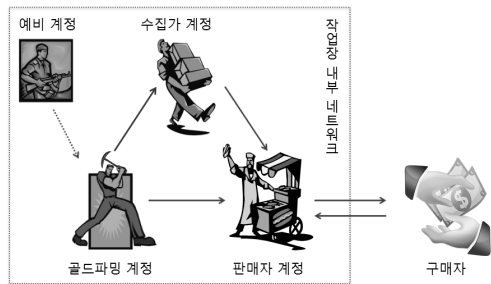 예비 계정
수집가 계정
작업장 내부 네트워크
골드파밍 계정
판매자 계정
구매자